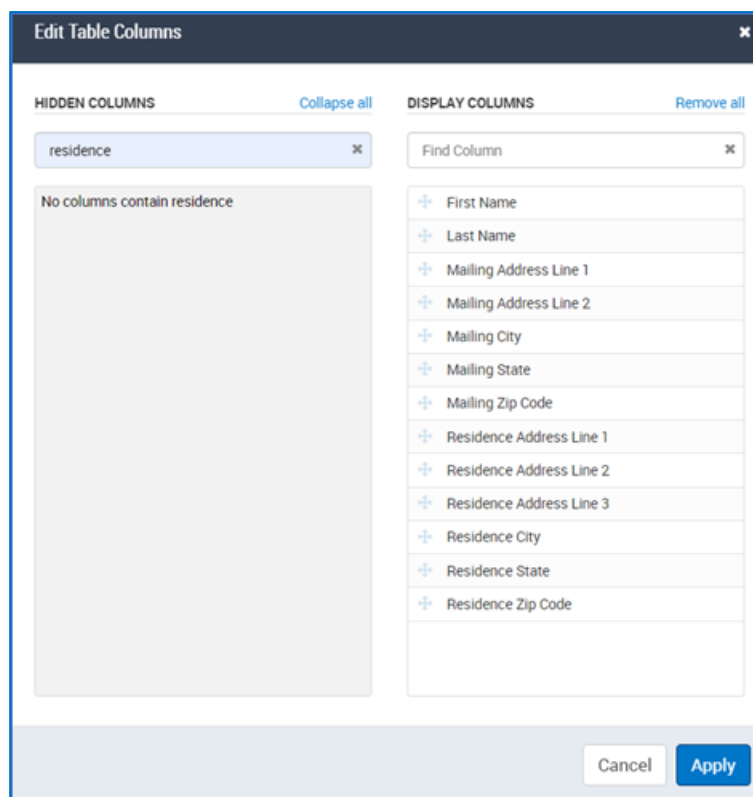 Edit Table Columns
HIDDEN COLUMNS
Collapse all
residence
No columns contain residence
DISPLAY COLUMNS
Remove all
Find Column
First Name
Last Name
Mailing Address Line 1
Mailing Address Line 2
Mailing City
Mailing State
Mailing Zip Code
Residence Address Line 1
Residence Address Line 2
Residence Address Line 3
Residence City
Residence State
Residence Zip Code
Cancel
Apply